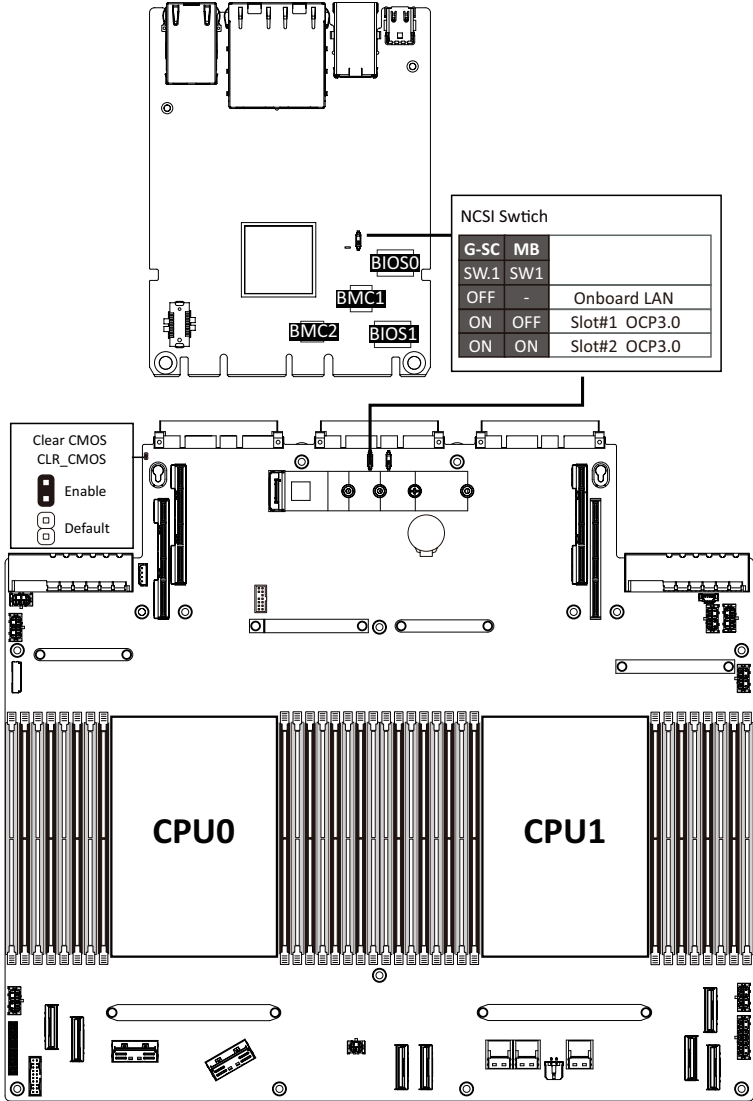 NCSI Swtich
G-SC MB
SW.1 SW1
OFF - Onboard LAN
ON OFF Slot#1 OCP3.0
ON ON Slot#2 OCP3.0
BIOS0
BMC1
BMC2 BIOS1
Clear CMOS
CLR_CMOS
Enable
Default
CPU0 CPU1